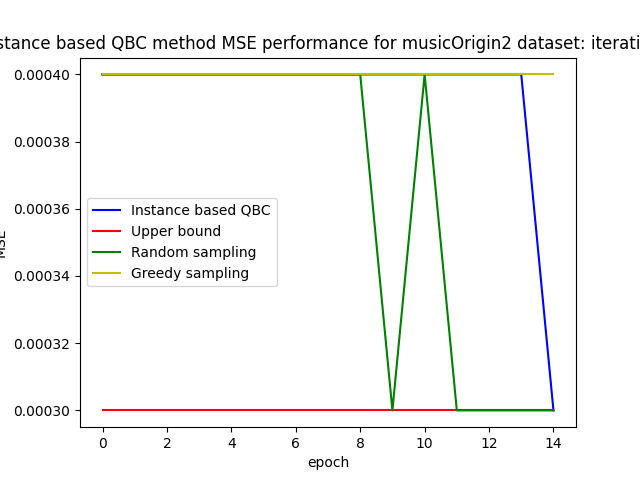 stance based QBC method MSE performance for musicOrigin2 dataset: iterati
0.00040
0.00038
0.00036
0.00034
0.00032
0.00030
MSE
Instance based QBC
Upper bound
Random sampling
Greedy sampling
0 2 4 6 8 10 12 14
epoch